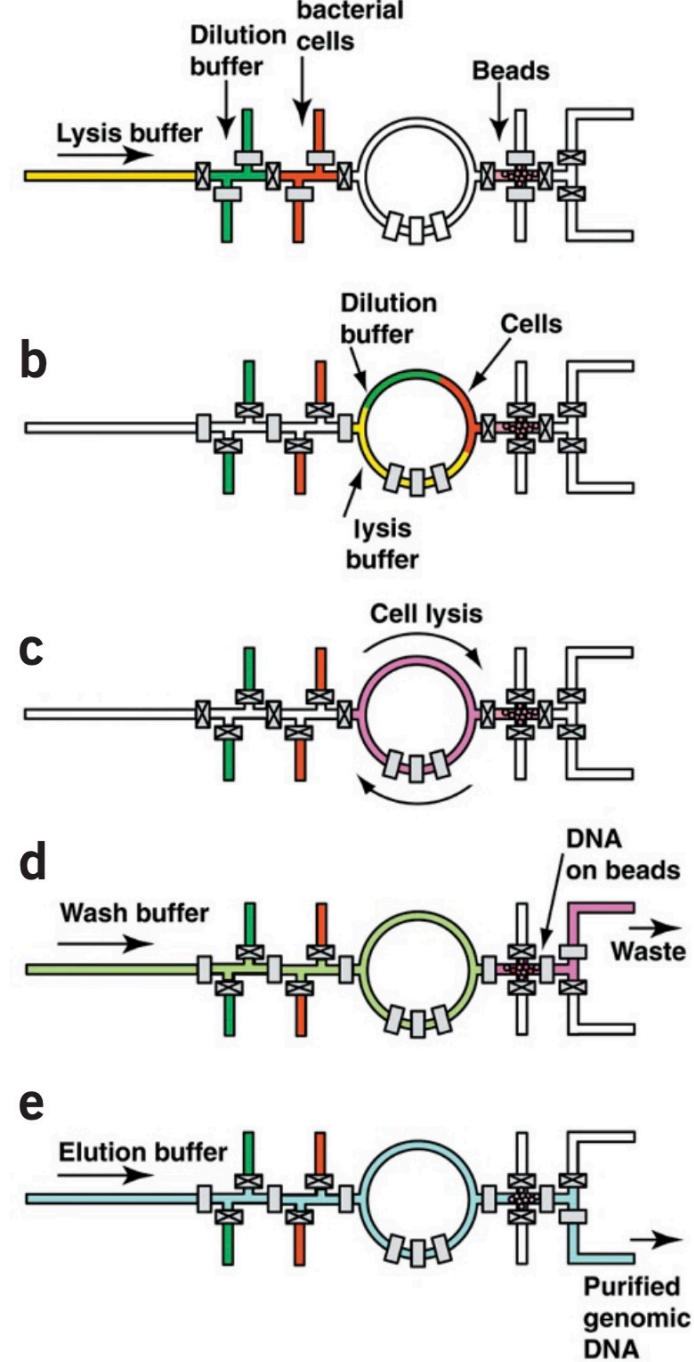 bacterial
cells
Dilution
buffer
Beads
Lysis buffer
b
Dilution
buffer
Cells
lysis
buffer
c
Cell lysis
d
DNA
on beads
Wash buffer
Waste
e
Elution buffer
Purified
genomic
DNA